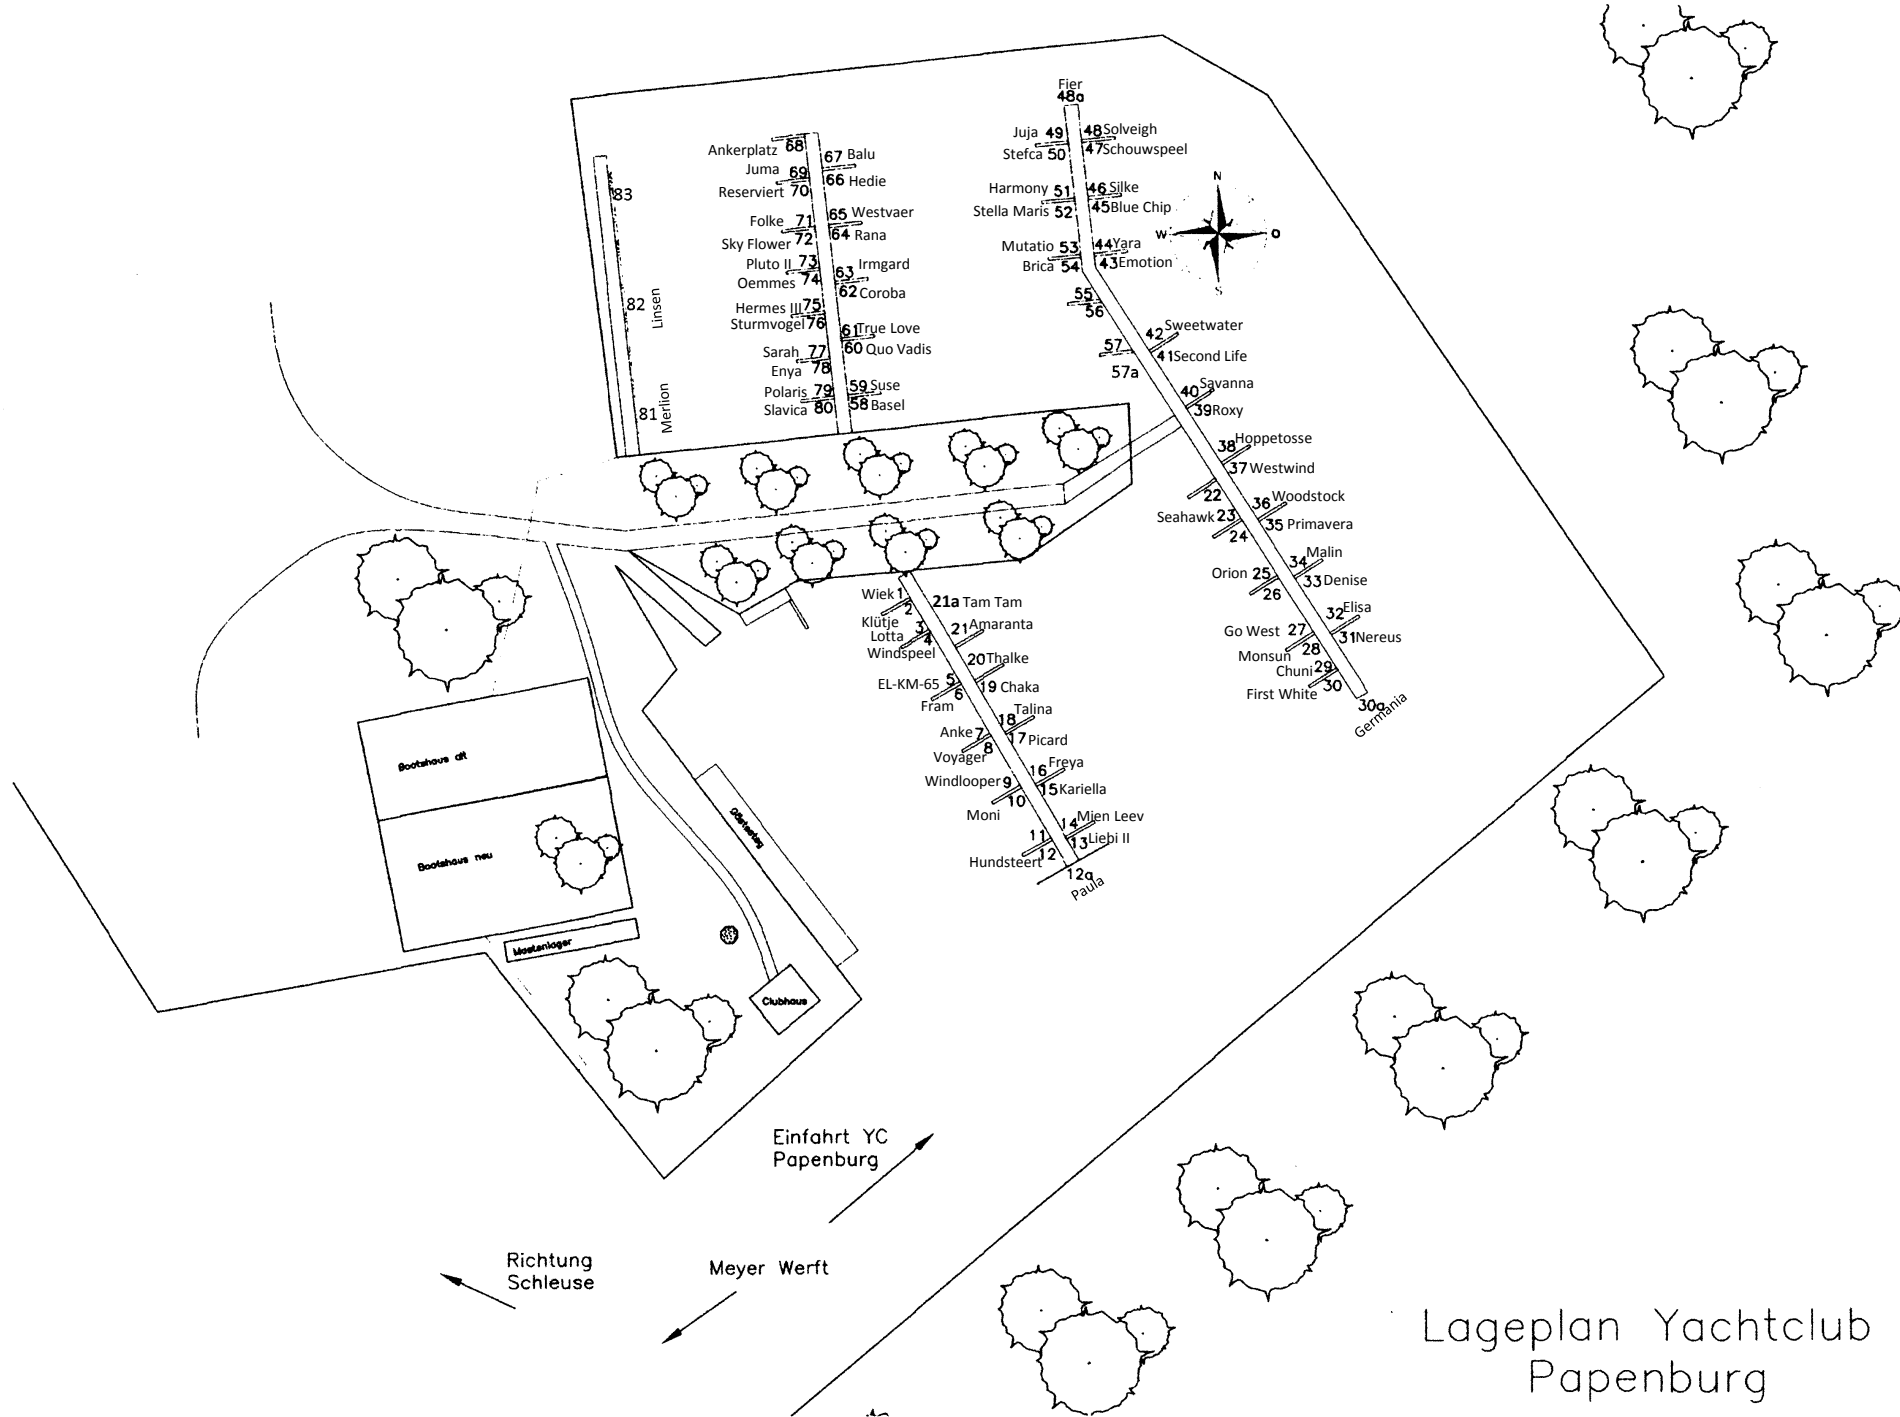 Fier
48a
Juja 49
48 Solveigh
Stefca 50
47 Schouwspeel
Harmony 51
46 Silke
Stella Maris 52
45 Blue Chip
Mutatio 53
44 Yara
Brica 54
43 Emotion
55
56
57
57a
42 Sweetwater
41 Second Life
40 Savanna
39 Roxy
38 Hoppetosse
37 Westwind
22
36 Woodstock
Seahawk 23
35 Primavera
24
34 Malin
Orion 25
33 Denise
26
32 Elisa
Go West 27
31 Nereus
Monsun 28
Chuni 29
First White 30
30a
Germania
N
W
O
S
Ankerplatz 68
67 Balu
Juma 69
66 Hedie
Reserviert 70
65 Westvaer
Folke 71
64 Rana
Sky Flower 72
Pluto II 73
63 Irmgard
Oemmes 74
62 Coroba
Hermes III 75
Sturmvogel 76
61 True Love
60 Quo Vadis
Sarah 77
Enya 78
Polaris 79
59 Suse
Slavica 80
58 Basel
83
82
Linsen
81
Merlion
Wiek 1
2
21a Tam Tam
Klütje
3
Lotta
4
21 Amaranta
Windspeel
20 Thalke
EL-KM-65 5
19 Chaka
6
Fram
18 Talina
Anke 7
17 Picard
8
Voyager
16 Freya
Windlooper 9
15 Kariella
10
Moni
14 Mien Leev
11
13 Liebi II
12
Hundsteert
12a
Paula
Bootshaus alt
Bootshaus neu
Gästesteg
Mastenlager
Clubhaus
Einfahrt YC
Papenburg
Richtung
Schleuse
Meyer Werft
Lageplan Yachtclub
Papenburg